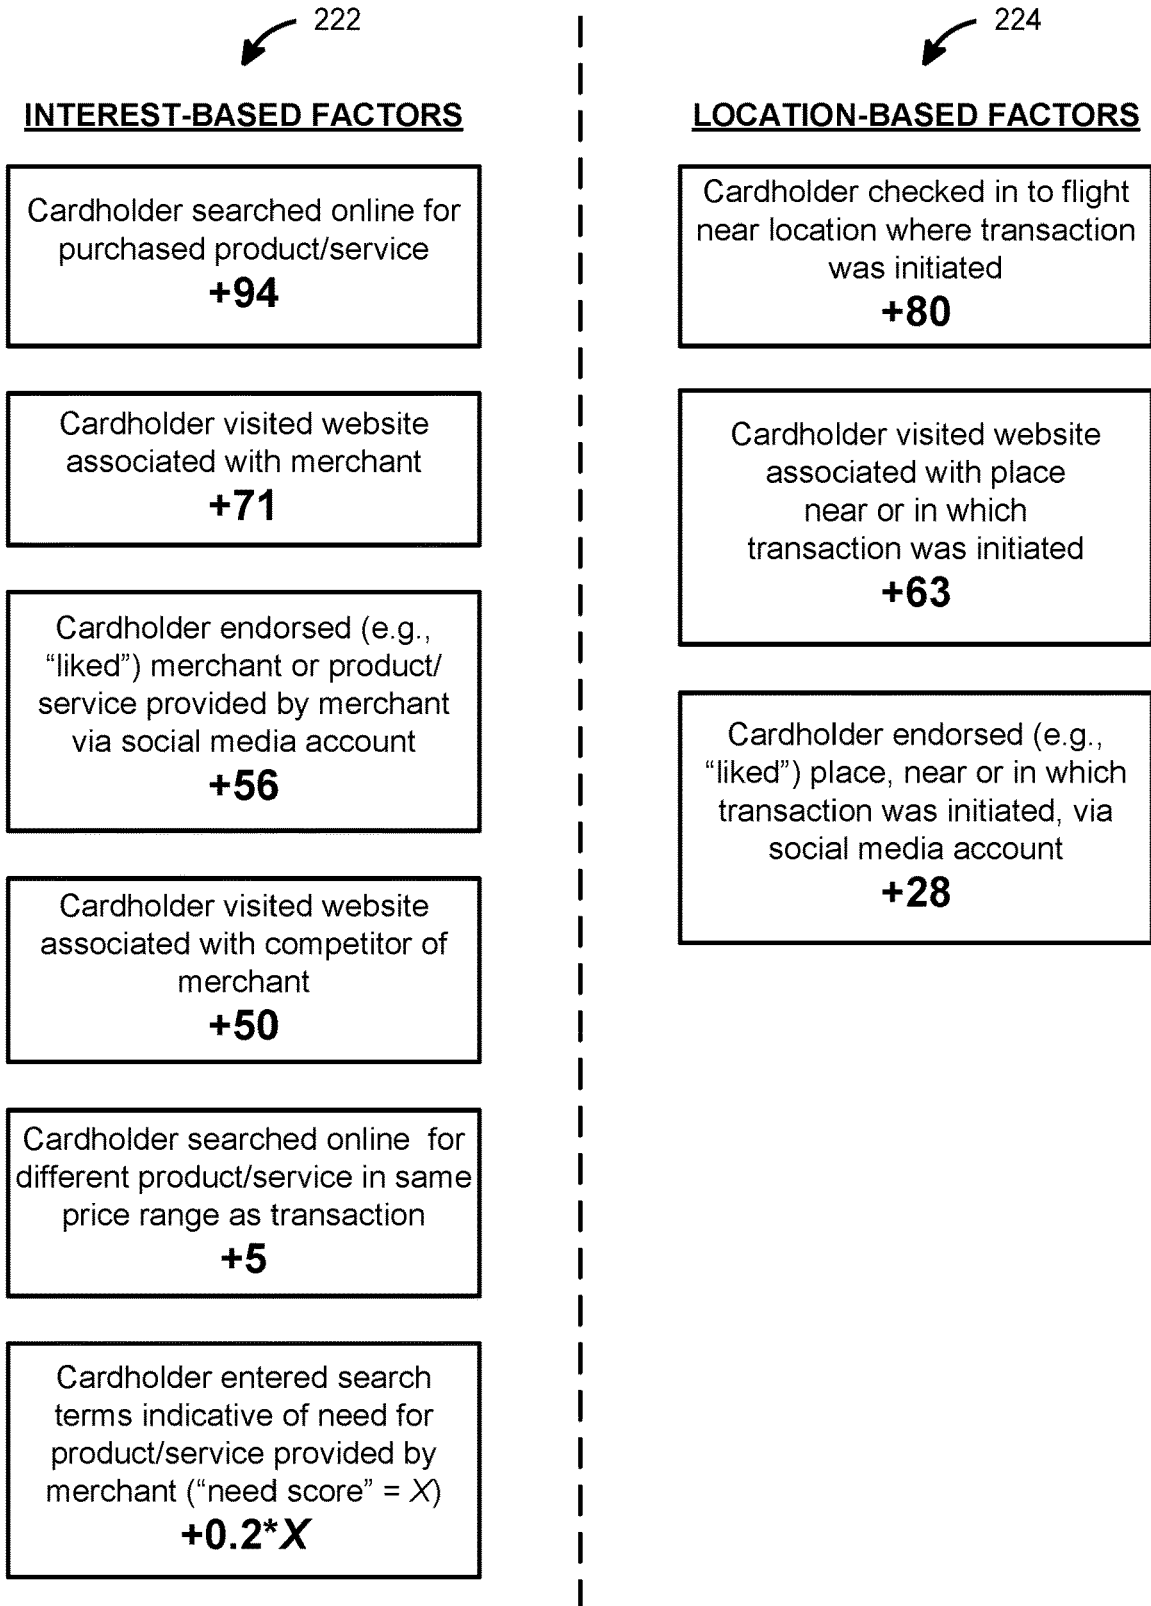 222
INTEREST-BASED FACTORS
Cardholder searched online for
purchased product/service
+94
Cardholder visited website
associated with merchant
+71
Cardholder endorsed (e.g.,
“liked”) merchant or product/
service provided by merchant
via social media account
+56
Cardholder visited website
associated with competitor of
merchant
+50
Cardholder searched online for
different product/service in same
price range as transaction
+5
Cardholder entered search
terms indicative of need for
product/service provided by
merchant (“need score” = X)
+0.2*X
224
LOCATION-BASED FACTORS
Cardholder checked in to flight
near location where transaction
was initiated
+80
Cardholder visited website
associated with place
near or in which
transaction was initiated
+63
Cardholder endorsed (e.g.,
“liked”) place, near or in which
transaction was initiated, via
social media account
+28